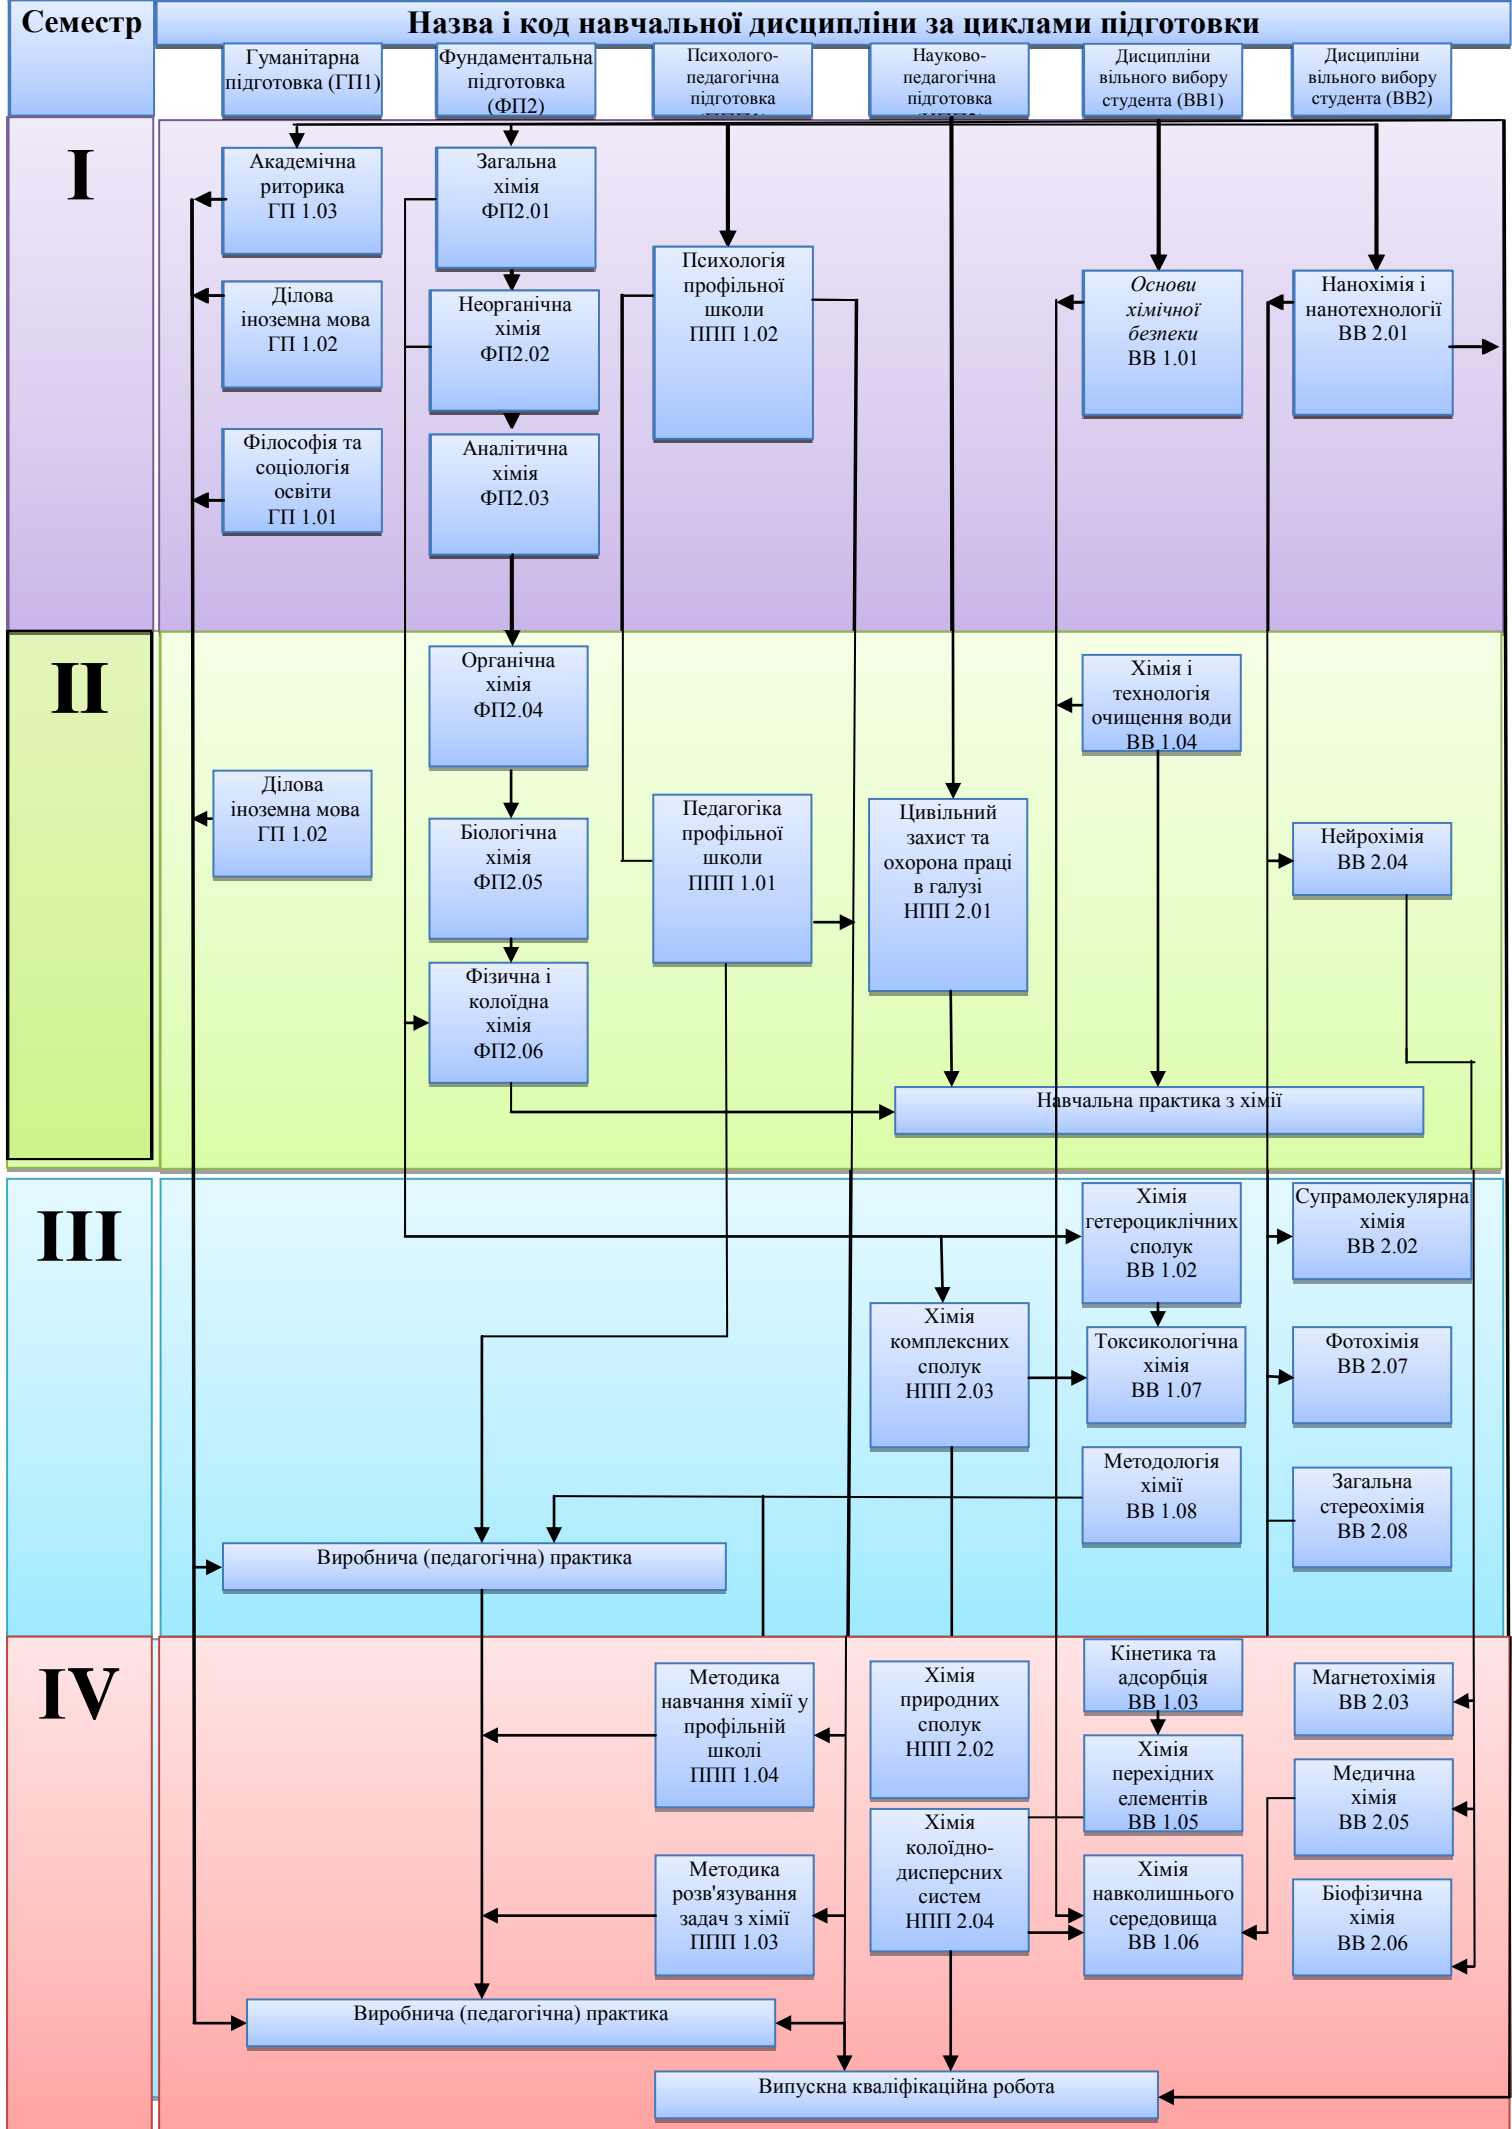 Семестр
Назва і код навчальної дисципліни за циклами підготовки
Гуманітарна
підготовка (ГП1)
Фундаментальна
підготовка
(ФП2)
Психолого-
педагогічна
підготовка
Науково-
педагогічна
підготовка
Дисципліни
вільного вибору
студента (ВВ1)
Дисципліни
вільного вибору
студента (ВВ2)
I
Академічна
риторика
ГП 1.03
Загальна
хімія
ФП2.01
Психологія
профільної
школи
ППП 1.02
Основи
хімічної
безпеки
ВВ 1.01
Нанохімія і
нанотехнології
ВВ 2.01
Ділова
іноземна мова
ГП 1.02
Неорганічна
хімія
ФП2.02
Філософія та
соціологія
освіти
ГП 1.01
Аналітична
хімія
ФП2.03
II
Органічна
хімія
ФП2.04
Хімія і
технологія
очищення води
ВВ 1.04
Ділова
іноземна мова
ГП 1.02
Біологічна
хімія
ФП2.05
Педагогіка
профільної
школи
ППП 1.01
Цивільний
захист та
охорона праці
в галузі
НПП 2.01
Нейрохімія
ВВ 2.04
Фізична і
колоїдна
хімія
ФП2.06
Навчальна практика з хімії
III
Хімія
гетероциклічних
сполук
ВВ 1.02
Супрамолекулярна
хімія
ВВ 2.02
Хімія
комплексних
сполук
НПП 2.03
Токсикологічна
хімія
ВВ 1.07
Фотохімія
ВВ 2.07
Методологія
хімії
ВВ 1.08
Загальна
стереохімія
ВВ 2.08
Виробнича (педагогічна) практика
IV
Методика
навчання хімії у
профільній
школі
ППП 1.04
Хімія
природних
сполук
НПП 2.02
Кінетика та
адсорбція
ВВ 1.03
Магнетохімія
ВВ 2.03
Хімія
перехідних
елементів
ВВ 1.05
Медична
хімія
ВВ 2.05
Методика
розв'язування
задач з хімії
ППП 1.03
Хімія
колоїдно-
дисперсних
систем
НПП 2.04
Хімія
навколишнього
середовища
ВВ 1.06
Біофізична
хімія
ВВ 2.06
Виробнича (педагогічна) практика
Випускна кваліфікаційна робота